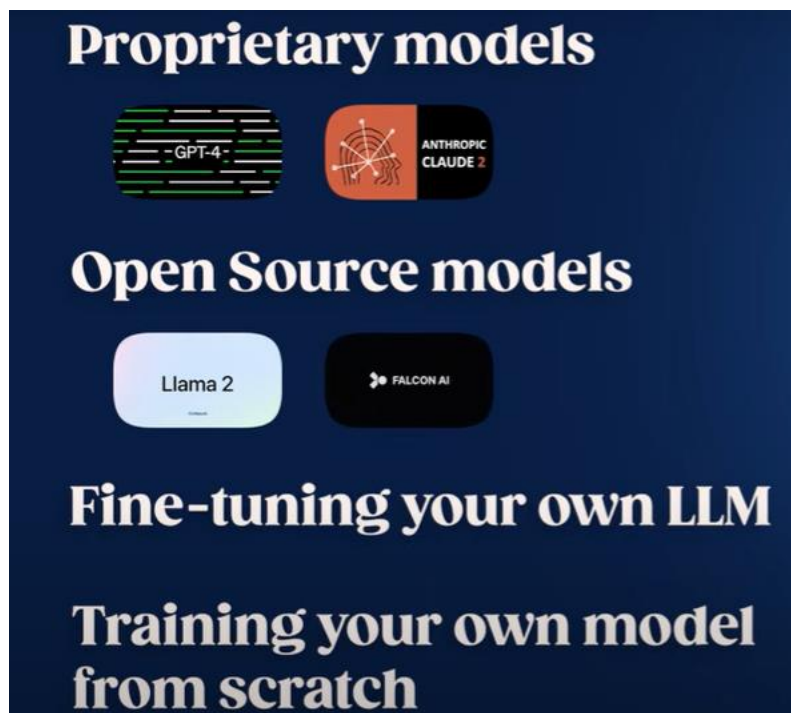 Proprietary models
GPT-4
ANTHROPIC
CLAUDE 2
Open Source models
Llama 2
FALCON AI
Fine-tuning your own LLM
Training your own model
from scratch